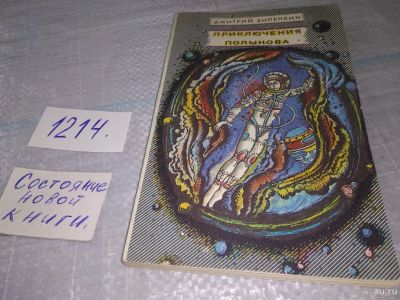 ДМИТРИЙ БИЛЕНКИН
ПРИКЛЮЧЕНИЯ
ПОЛЫНОВА
1214.
Состояние
новой
книги.
au.ru